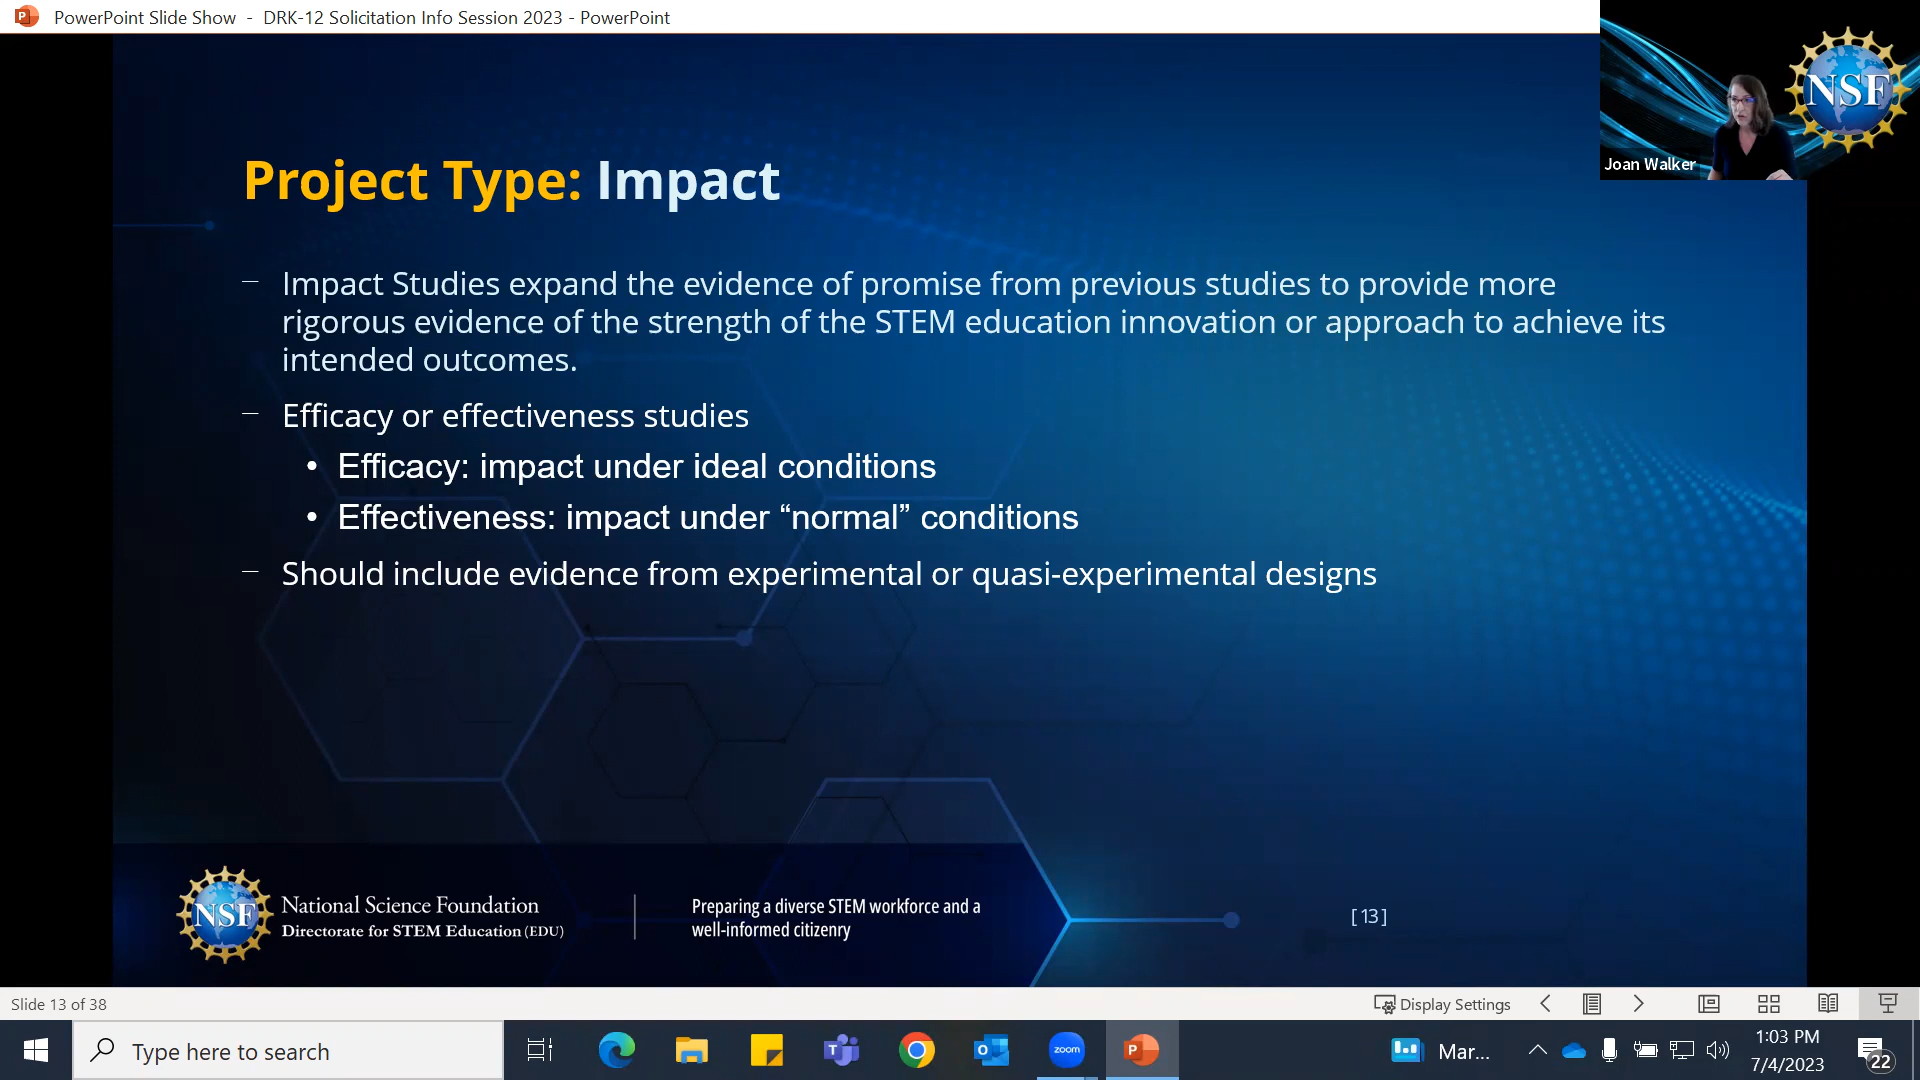 PowerPoint Slide Show - DRK-12 Solicitation Info Session 2023 - PowerPoint
NSF
Joan Walker
Project Type: Impact
– Impact Studies expand the evidence of promise from previous studies to provide more
rigorous evidence of the strength of the STEM education innovation or approach to achieve its
intended outcomes.
– Efficacy or effectiveness studies
• Efficacy: impact under ideal conditions
• Effectiveness: impact under “normal” conditions
– Should include evidence from experimental or quasi-experimental designs
NSF
National Science Foundation
Directorate for STEM Education (EDU)
Preparing a diverse STEM workforce and a
well-informed citizenry
[13]
Slide 13 of 38
Display Settings
Type here to search
zoom
Mar...
1:03 PM
7/4/2023
22